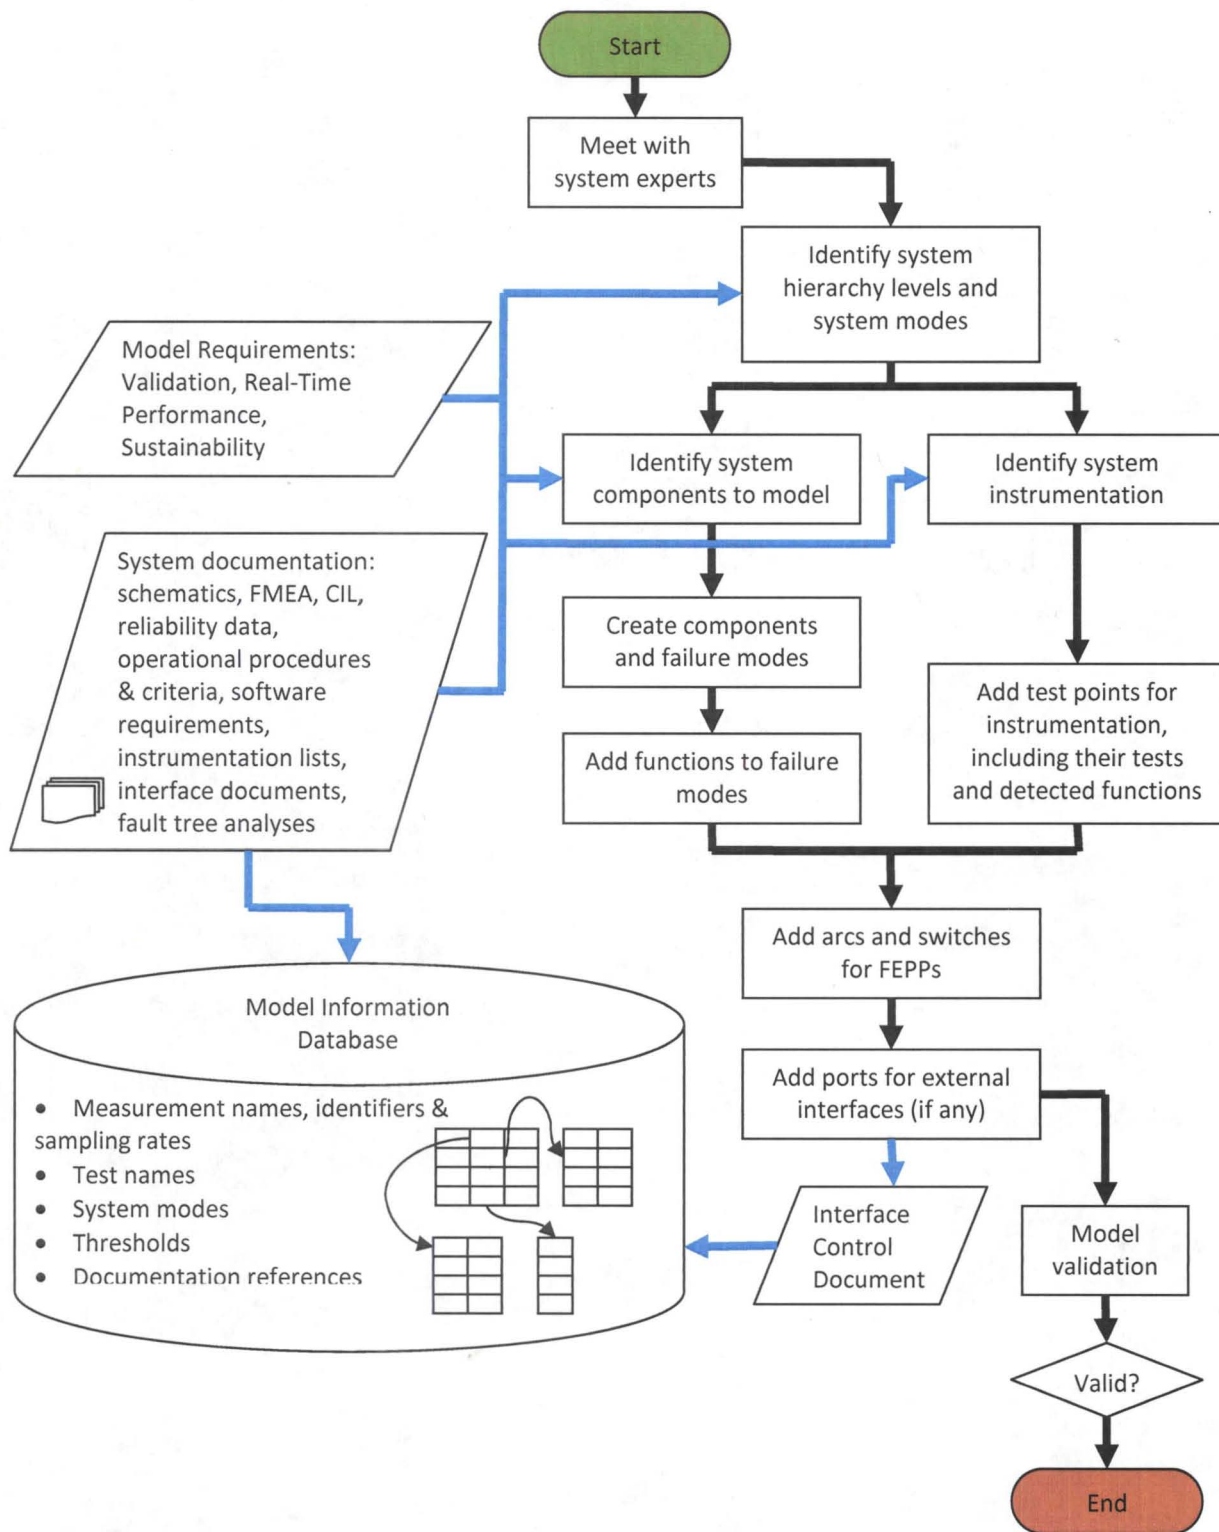 Start
Meet with
system experts
Identify system
hierarchy levels and
system modes
Model Requirements:
Validation, Real-Time
Performance,
Sustainability
Identify system
components to model
Identify system
instrumentation
System documentation:
schematics, FMEA, CIL,
reliability data,
operational procedures
& criteria, software
requirements,
instrumentation lists,
interface documents,
fault tree analyses
Create components
and failure modes
Add test points for
instrumentation,
including their tests
and detected functions
Add functions to failure
modes
Add arcs and switches
for FEPPs
Model Information
Database
Add ports for external
interfaces (if any)
• Measurement names, identifiers &
sampling rates
• Test names
• System modes
• Thresholds
• Documentation references
Interface
Control
Document
Model
validation
Valid?
End